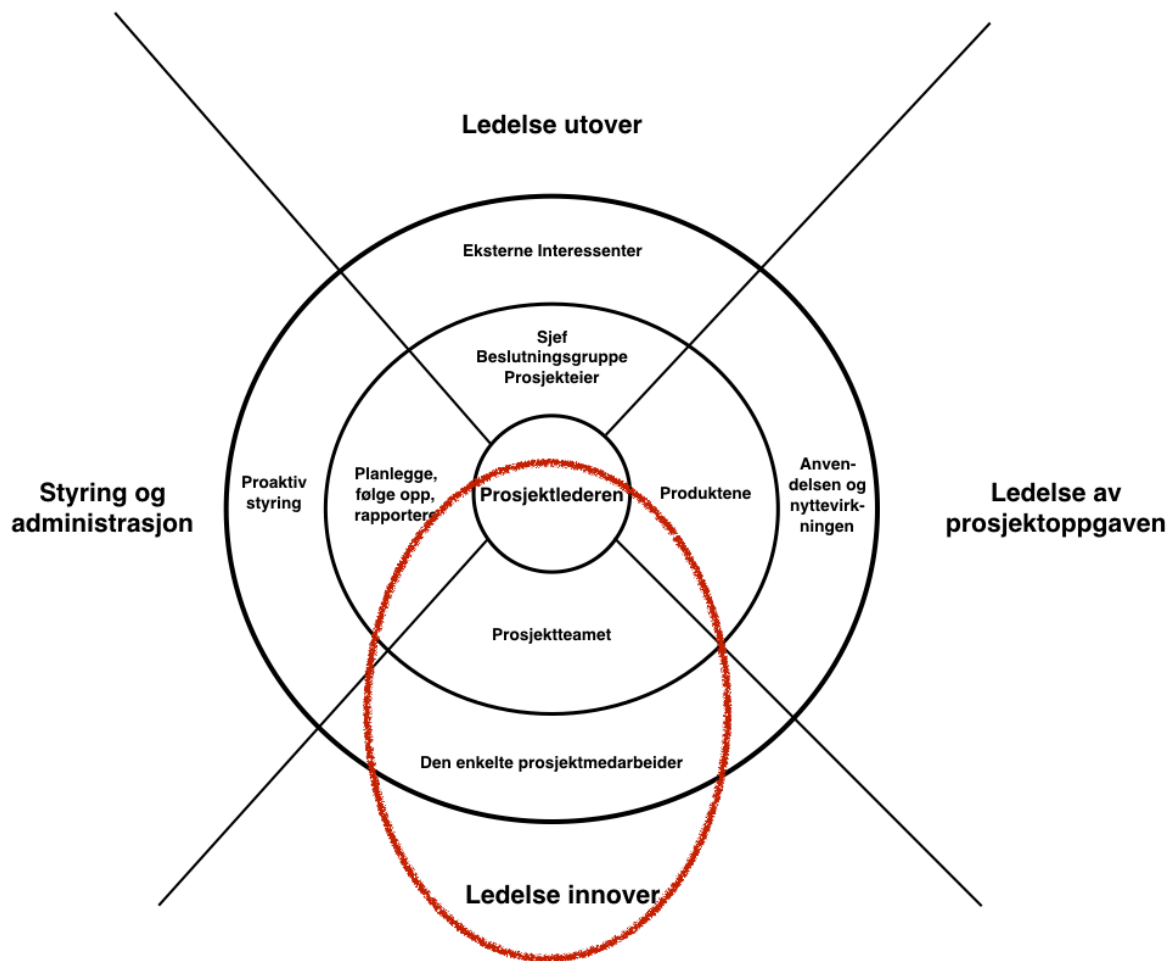 Ledelse utover
Eksterne Interessenter
Sjef
Beslutningsgruppe
Prosjekteier
Styring og
administrasjon
Proaktiv
styring
Planlegge,
følge opp,
rapportere
Prosjektlederen
Produktene
Anven-
delsen og
nyttevirk-
ningen
Ledelse av
prosjektoppgaven
Prosjektteamet
Den enkelte prosjektmedarbeider
Ledelse innover